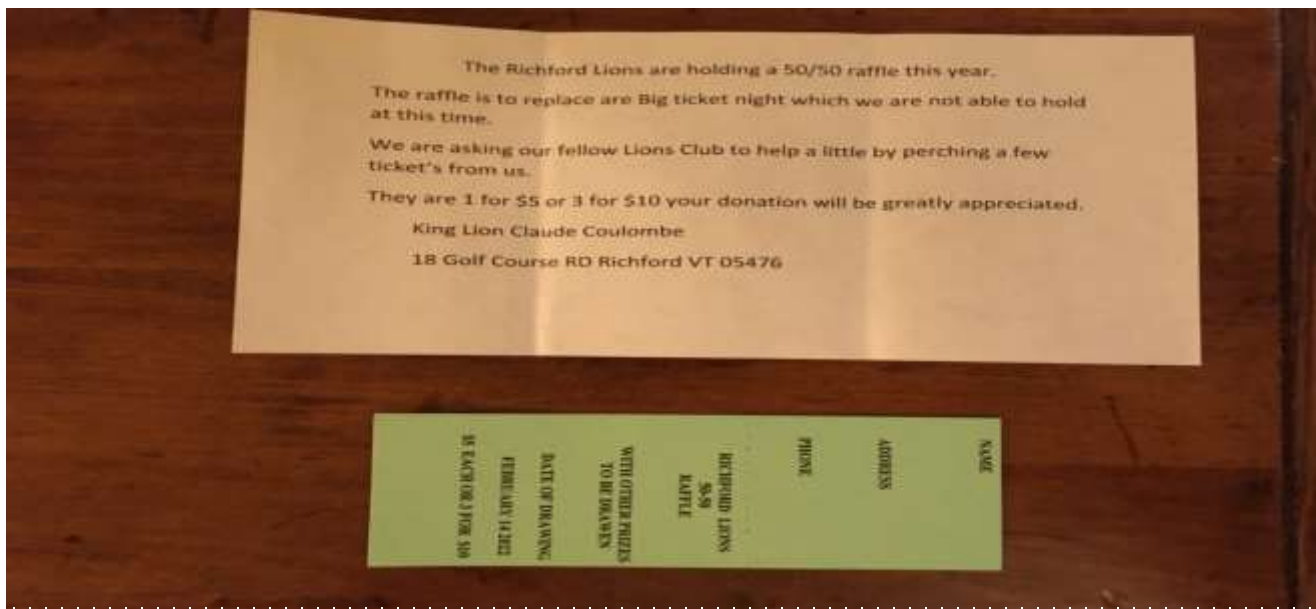 The Richford Lions are holding a 50/50 raffle this year.
The raffle is to replace are Big ticket night which we are not able to hold
at this time.
We are asking our fellow Lions Club to help a little by perching a few
ticket's from us.
They are 1 for $5 or 3 for $10 your donation will be greatly appreciated.
King Lion Claude Coulombe
18 Golf Course RD Richford VT 05476
NAME
ADDRESS
PHONE
RICHFORD LIONS
50-50
RAFFLE
WITH OTHER PRIZES
TO BE DRAWEN
DATE OF DRAWING
FEBRUARY 14 2022
$5 EACH OR 3 FOR $10